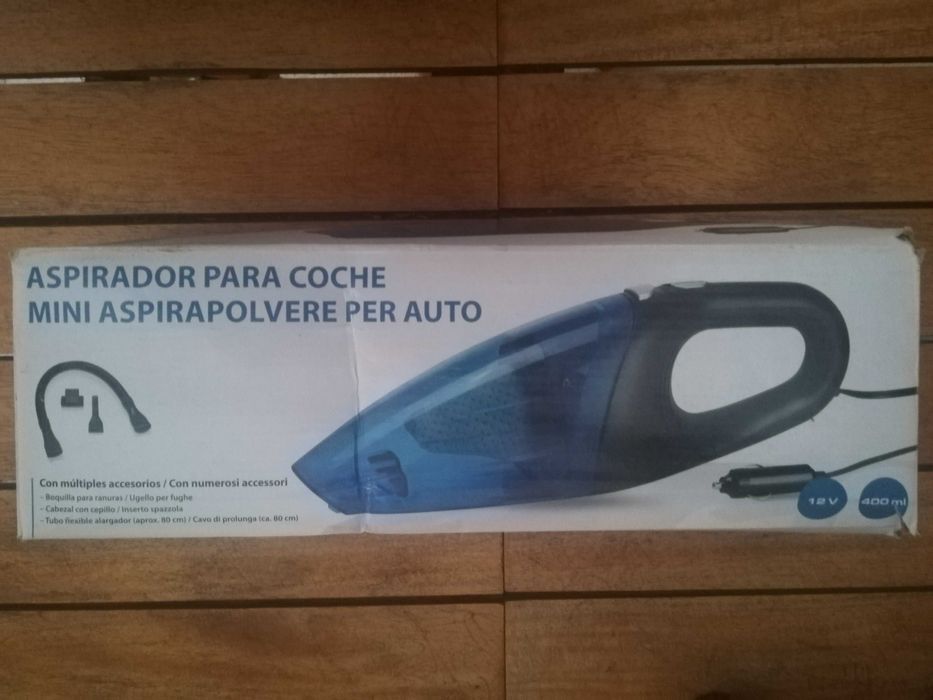 ASPIRADOR PARA COCHE
MINI ASPIRAPOLVERE PER AUTO
Con múltiples accesorios / Con numerosi accessori
- Boquilla para ranuras / Ugello per fughe
- Cabezal con cepillo / Inserto spazzola
- Tubo flexible alargador (aprox. 80 cm) / Cavo di prolunga (ca. 80 cm)
12 V
400 ml